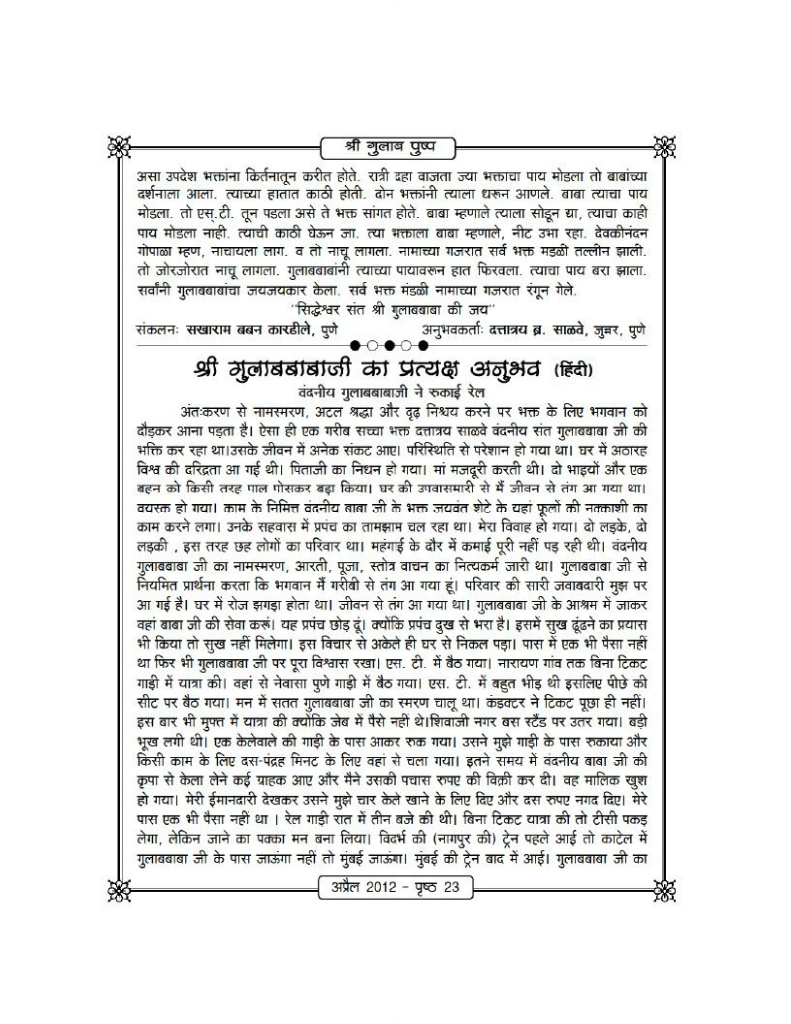 श्री गुलाब पुष्प
असा उपदेश भक्तांना किर्तनातून करीत होते. रात्री दहा वाजता ज्या भक्ताचा पाय मोडला तो बाबांच्या
दर्शनाला आला. त्याच्या हातात काठी होती. दोन भक्तांनी त्याला धरून आणले. बाबा त्याचा पाय
मोडला. तो एस्.टी. तून पडला असे ते भक्त सांगत होते. बाबा म्हणाले त्याला सोडून द्या, त्याचा काही
पाय मोडला नाही. त्याची काठी घेऊन जा. त्या भक्ताला बाबा म्हणाले, नीट उभा रहा. देवकीनंदन
गोपाळा म्हण, नाचायला लाग. व तो नाचू लागला. नामाच्या गजरात सर्व भक्त मडळी तल्लीन झाली.
तो जोरजोरात नाचू लागला. गुलाबबाबांनी त्याच्या पायावरून हात फिरवला. त्याचा पाय बरा झाला.
सर्वांनी गुलाबबाबांचा जयजयकार केला. सर्व भक्त मंडळी नामाच्या गजरात रंगून गेले.
"सिद्धेश्वर संत श्री गुलाबबाबा की जय"
संकलनः सखाराम बबन कारहीले, पुणे अनुभवकर्ताः दत्तात्रय ब्र. साळवे, जुन्नर, पुणे
श्री गुलाबबाबाजी का प्रत्यक्ष अनुभव (हिंदी)
वंदनीय गुलाबबाबाजी ने रुकाई रेल
अंतःकरण से नामस्मरण, अटल श्रद्धा और दृढ़ निश्चय करने पर भक्त के लिए भगवान को
दौड़कर आना पड़ता है। ऐसा ही एक गरीब सच्चा भक्त दत्तात्रय साळवे वंदनीय संत गुलाबबाबा जी की
भक्ति कर रहा था।उसके जीवन में अनेक संकट आए। परिस्थिति से परेशान हो गया था। घर में अठारह
विश्व की दरिद्रता आ गई थी। पिताजी का निधन हो गया। मां मजदूरी करती थी। दो भाइयों और एक
बहन को किसी तरह पाल पोसकर बड़ा किया। घर की उपवासमारी से मैं जीवन से तंग आ गया था।
वयस्क हो गया। काम के निमित्त वंदनीय बाबा जी के भक्त जयवंत शेटे के यहां फूलों की नक्काशी का
काम करने लगा। उनके सहवास में प्रपंच का तामझाम चल रहा था। मेरा विवाह हो गया। दो लड़के, दो
लड़की , इस तरह छह लोगों का परिवार था। महंगाई के दौर में कमाई पूरी नहीं पड़ रही थी। वंदनीय
गुलाबबाबा जी का नामस्मरण, आरती, पूजा, स्तोत्र वाचन का नित्यकर्म जारी था। गुलाबबाबा जी से
नियमित प्रार्थना करता कि भगवान मैं गरीबी से तंग आ गया हूं। परिवार की सारी जवाबदारी मुझ पर
आ गई है। घर में रोज झगड़ा होता था। जीवन से तंग आ गया था। गुलाबबाबा जी के आश्रम में जाकर
वहां बाबा जी की सेवा करूं। यह प्रपंच छोड़ दूं। क्योंकि प्रपंच दुख से भरा है। इसमें सुख ढूंढने का प्रयास
भी किया तो सुख नहीं मिलेगा। इस विचार से अकेले ही घर से निकल पड़ा। पास में एक भी पैसा नहीं
था फिर भी गुलाबबाबा जी पर पूरा विश्वास रखा। एस. टी. में बैठ गया। नारायण गांव तक बिना टिकट
गाड़ी में यात्रा की। वहां से नेवासा पुणे गाड़ी में बैठ गया। एस. टी. में बहुत भीड़ थी इसलिए पीछे की
सीट पर बैठ गया। मन में सतत गुलाबबाबा जी का स्मरण चालू था। कंडक्टर ने टिकट पूछा ही नहीं।
इस बार भी मुफ्त में यात्रा की क्योंकि जेब में पैसे नहीं थे।शिवाजी नगर बस स्टैंड पर उतर गया। बड़ी
भूख लगी थी। एक केलेवाले की गाड़ी के पास आकर रुक गया। उसने मुझे गाड़ी के पास रुकाया और
किसी काम के लिए दस-पंद्रह मिनट के लिए वहां से चला गया। इतने समय में वंदनीय बाबा जी की
कृपा से केला लेने कई ग्राहक आए और मैने उसकी पचास रुपए की विक्री कर दी। वह मालिक खुश
हो गया। मेरी ईमानदारी देखकर उसने मुझे चार केले खाने के लिए दिए और दस रुपए नगद दिए। मेरे
पास एक भी पैसा नहीं था । रेल गाड़ी रात में तीन बजे की थी। बिना टिकट यात्रा की तो टीसी पकड़
लेगा, लेकिन जाने का पक्का मन बना लिया। विदर्भ की (नागपुर की) ट्रेन पहले आई तो काटेल में
गुलाबबाबा जी के पास जाऊंगा नहीं तो मुंबई जाऊंगा। मुंबई की ट्रेन बाद में आई। गुलाबबाबा जी का
अप्रैल 2012 - पृष्ठ 23